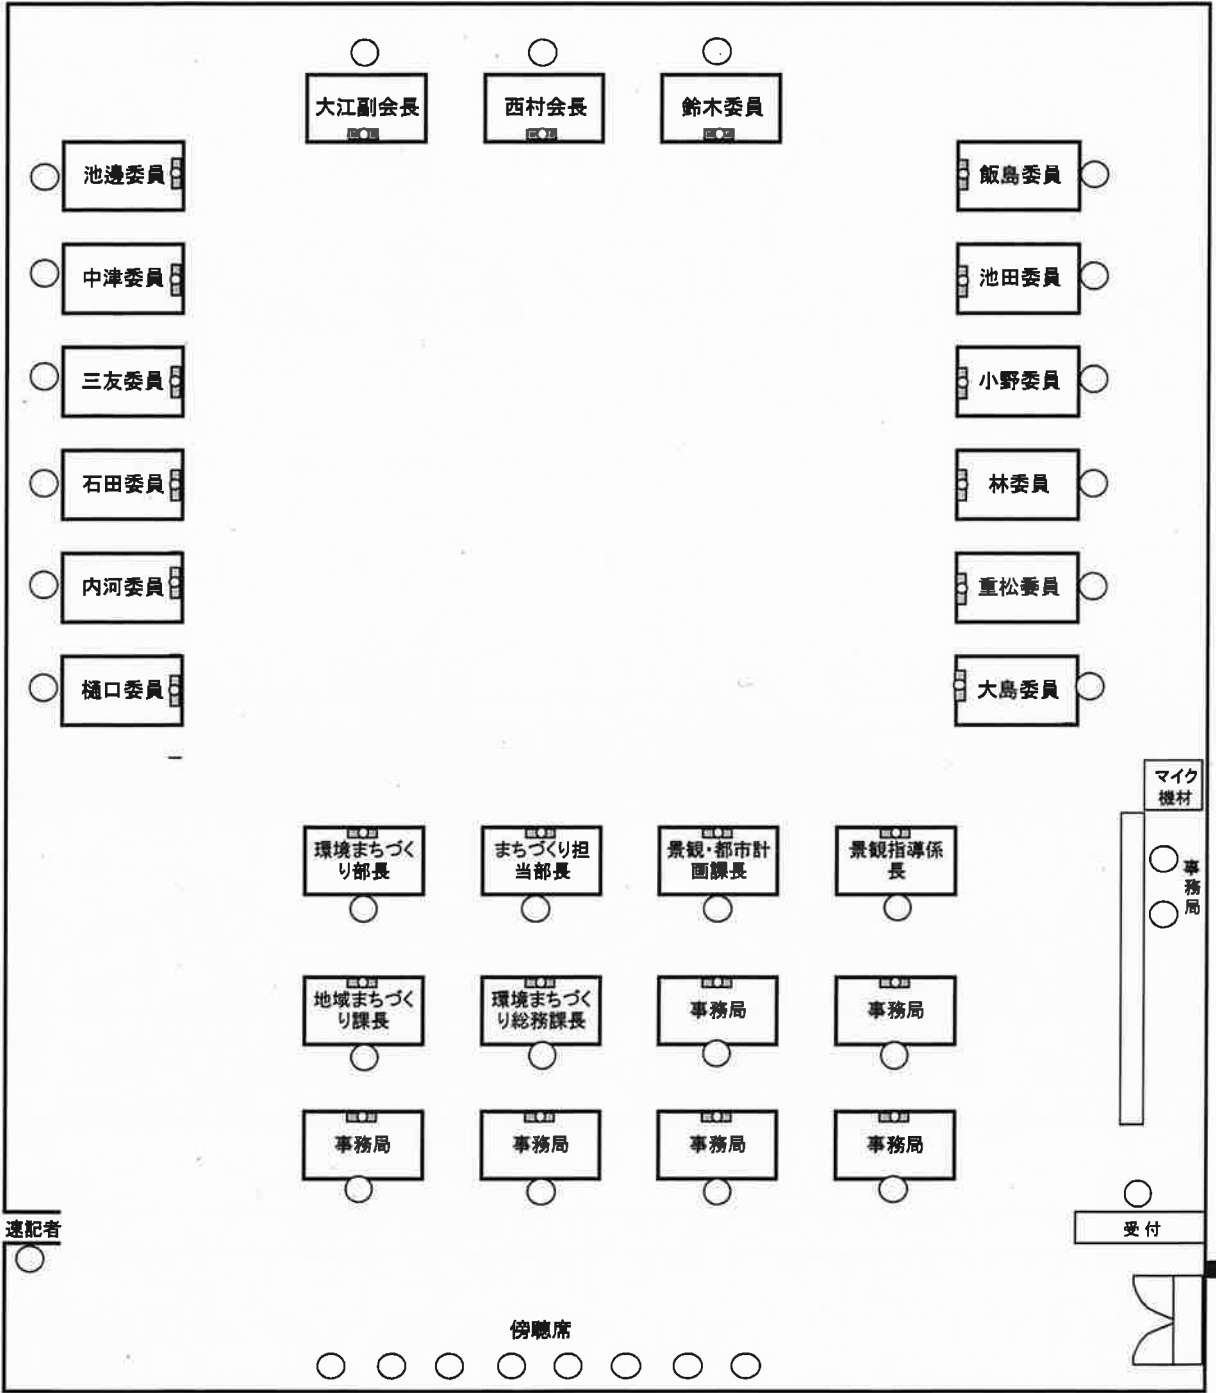 大江副会長
西村会長
鈴木委員
池邊委員
飯島委員
中津委員
池田委員
三友委員
小野委員
石田委員
林委員
内河委員
重松委員
樋口委員
大島委員
マイク
機材
環境まちづく
り部長
まちづくり担
当部長
景観・都市計
画課長
景観指導係
長
事務局
地域まちづく
り課長
環境まちづく
り総務課長
事務局
事務局
事務局
事務局
事務局
事務局
速記者
受付
傍聴席